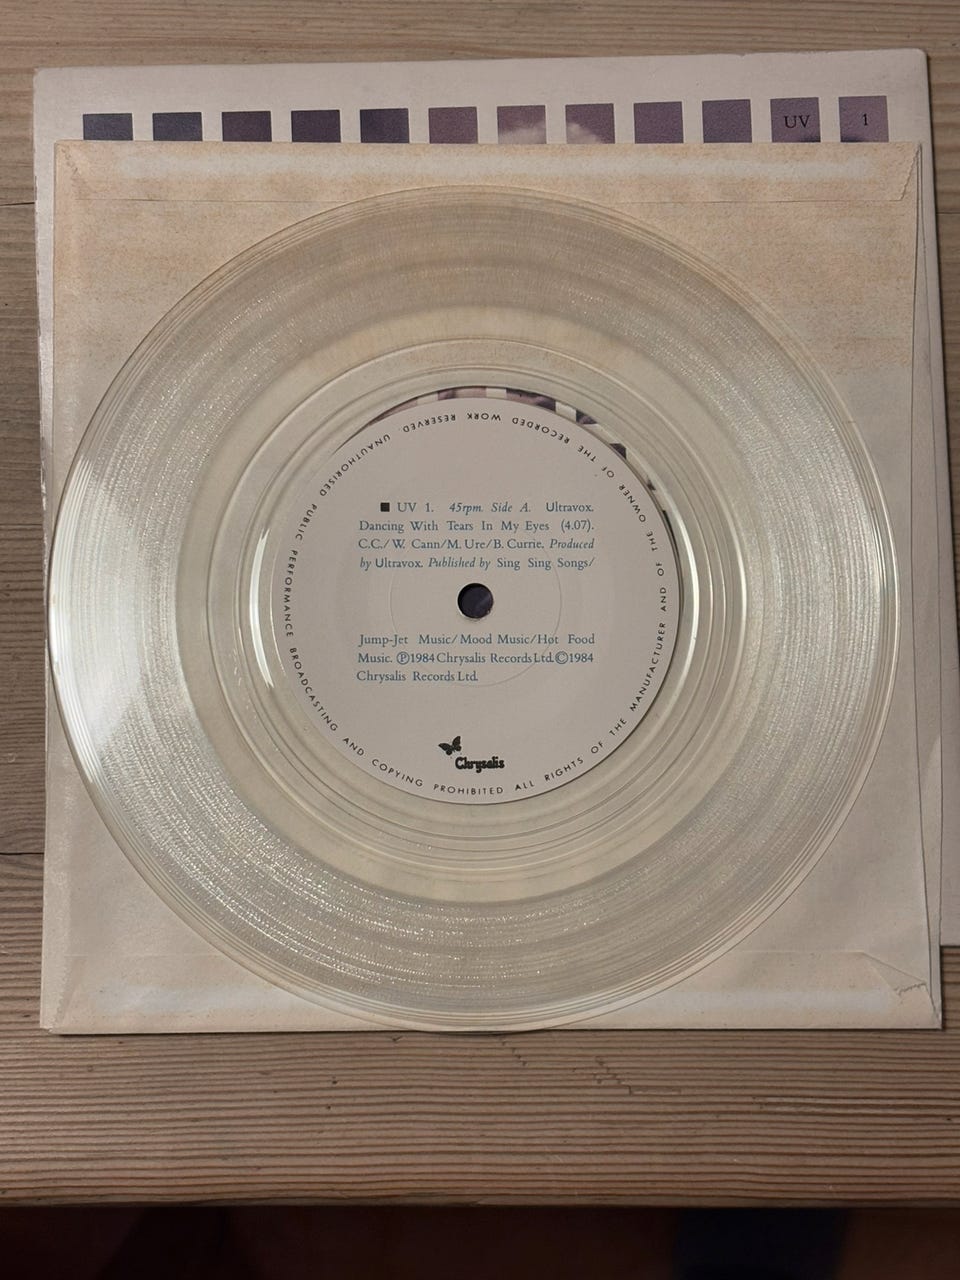 UV 1
■ UV 1. 45rpm. Side A. Ultravox.
Dancing With Tears In My Eyes (4.07).
C.C./W. Cann/M. Ure/B. Currie. Produced
by Ultravox. Published by Sing Sing Songs/
Jump-Jet Music/Mood Music/Høt Food
Music. ℗1984 Chrysalis Records Ltd. ©1984
Chrysalis Records Ltd.
Chrysalis
ALL RIGHTS OF THE MANUFACTURER AND OF THE OWNER OF THE RECORDED WORK RESERVED. UNAUTHORISED PUBLIC PERFORMANCE BROADCASTING AND COPYING PROHIBITED